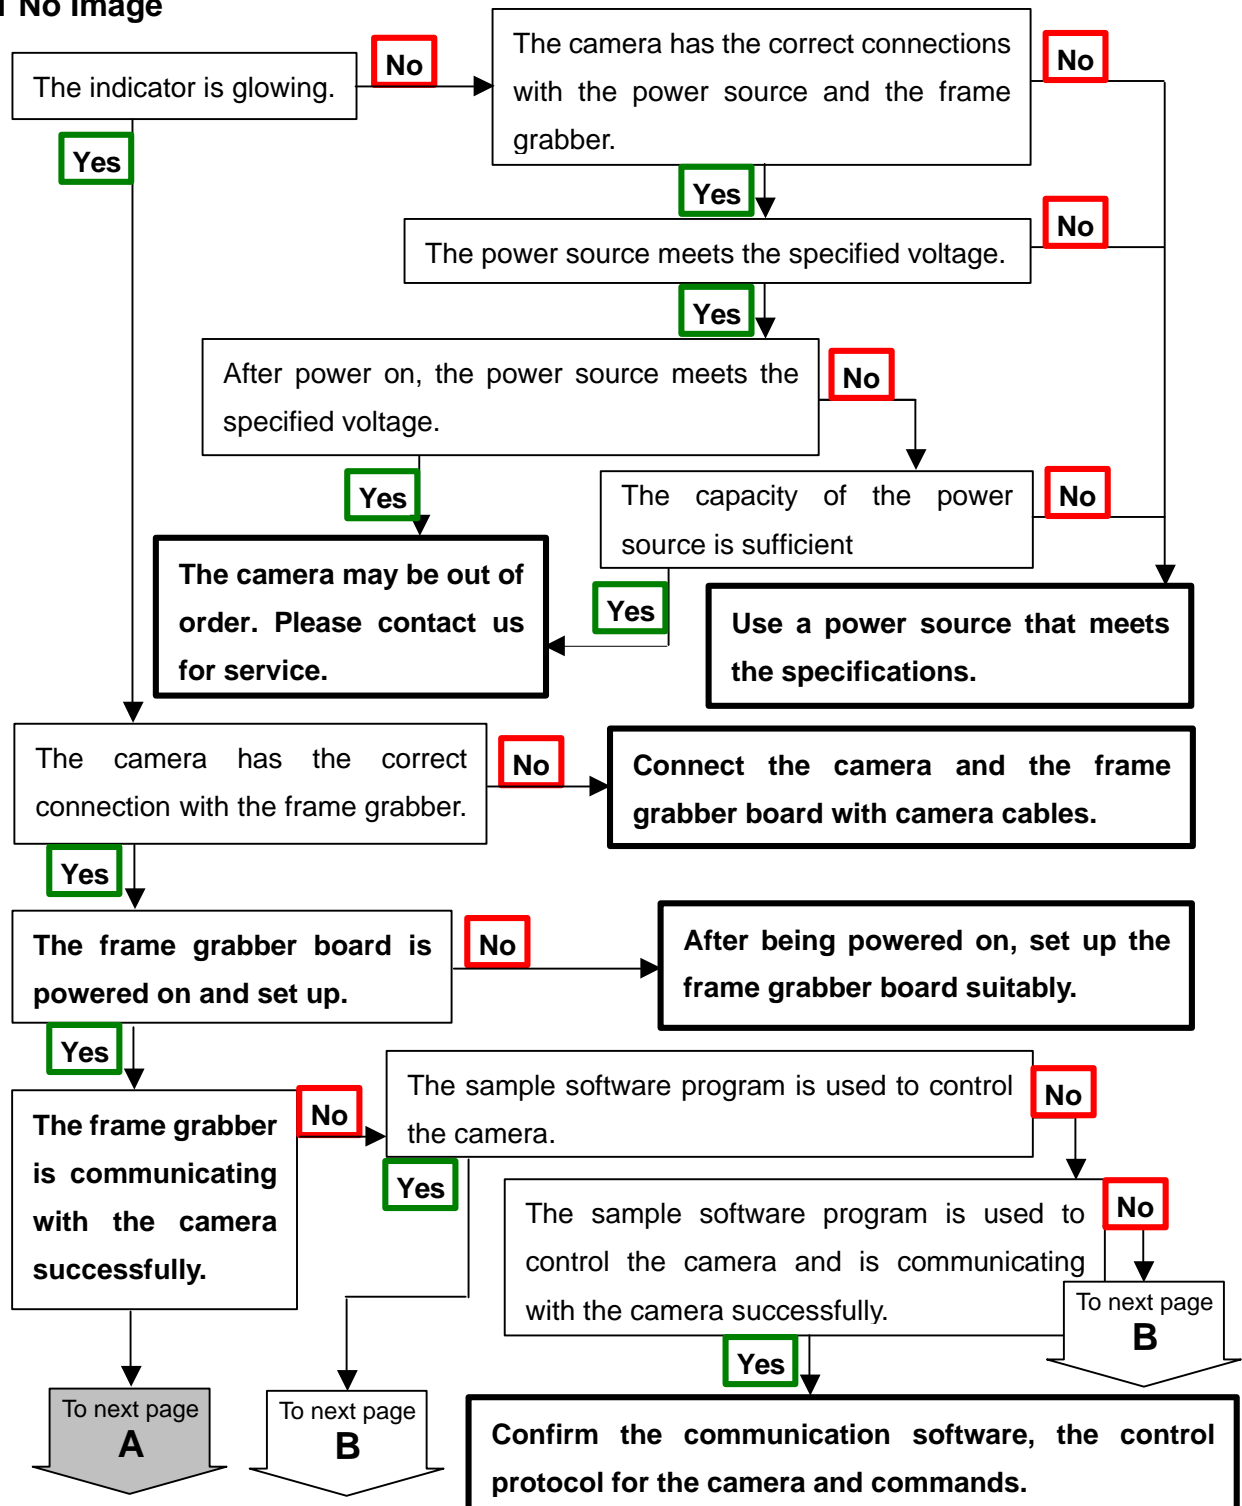 No Image
The indicator is glowing.
No
The camera has the correct connections
with the power source and the frame
grabber.
No
Yes
Yes
The power source meets the specified voltage.
No
Yes
After power on, the power source meets the
specified voltage.
No
Yes
The capacity of the power
source is sufficient
No
Yes
The camera may be out of
order. Please contact us
for service.
Use a power source that meets
the specifications.
The camera has the correct
connection with the frame grabber.
No
Connect the camera and the frame
grabber board with camera cables.
Yes
The frame grabber board is
powered on and set up.
No
After being powered on, set up the
frame grabber board suitably.
Yes
The frame grabber
is communicating
with the camera
successfully.
No
The sample software program is used to control
the camera.
No
Yes
The sample software program is used to
control the camera and is communicating
with the camera successfully.
No
To next page
B
Yes
To next page
A
To next page
B
Confirm the communication software, the control
protocol for the camera and commands.